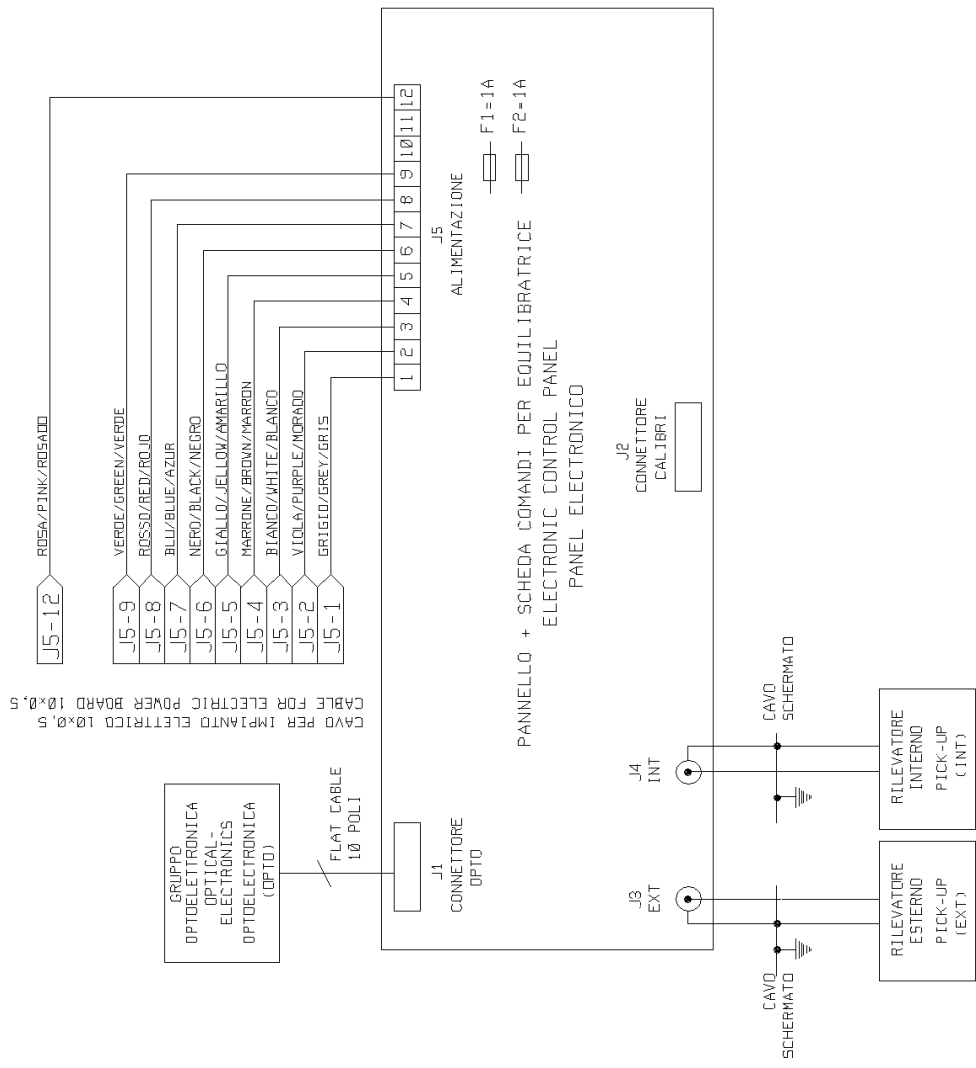 ROSA/PINK/ROSADO
VERDE/GREEN/VERDE
ROSSO/RED/ROJO
BLU/BLUE/AZUR
NERO/BLACK/NEGRO
GIALLO/JELLOW/AMARILLO
MARRONE/BROWN/MARRON
BIANCO/WHITE/BLANCO
VIOLA/PURPLE/MORADO
GRIGIO/GREY/GRIS
J5-12
J5-9
J5-8
J5-7
J5-6
J5-5
J5-4
J5-3
J5-2
J5-1
CAVO PER IMPIANTO ELETTRICO 10x0,5
CABLE FOR ELECTRIC POWER BOARD 10x0,5
12
11
10
9
8
7
6
5
4
3
2
1
J5
ALIMENTAZIONE
F1=1A
F2=1A
PANNELLO + SCHEDA COMANDI PER EQUILIBRATRICE
ELECTRONIC CONTROL PANEL
PANEL ELECTRONICO
J2
CONNETTORE
CALIBRI
GRUPPO
OPTOELETTRONICA
OPTICAL-
ELECTRONICS
OPTOELECTRONICA
(OPTO)
FLAT CABLE
10 POLI
J1
CONNETTORE
OPTO
J4
INT
J3
EXT
CAVO
SCHERMATO
CAVO
SCHERMATO
RILEVATORE
INTERNO
PICK-UP
(INT)
RILEVATORE
ESTERNO
PICK-UP
(EXT)